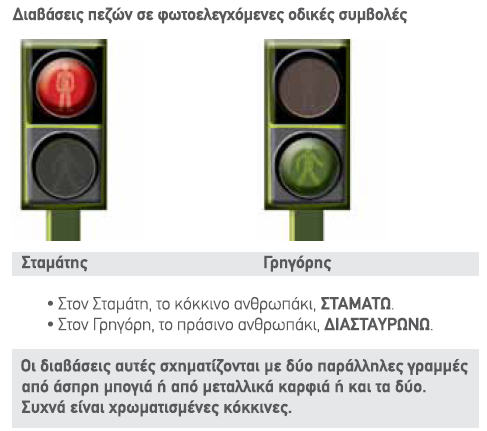 Διαβάσεις πεζών σε φωτοελεγχόμενες οδικές συμβολές
Σταμάτης Γρηγόρης
• Στον Σταμάτη, το κόκκινο ανθρωπάκι, ΣΤΑΜΑΤΩ.
• Στον Γρηγόρη, το πράσινο ανθρωπάκι, ΔΙΑΣΤΑΥΡΩΝΩ.
Οι διαβάσεις αυτές σχηματίζονται με δύο παράλληλες γραμμές
από άσπρη μπογιά ή από μεταλλικά καρφιά ή και τα δύο.
Συχνά είναι χρωματισμένες κόκκινες.